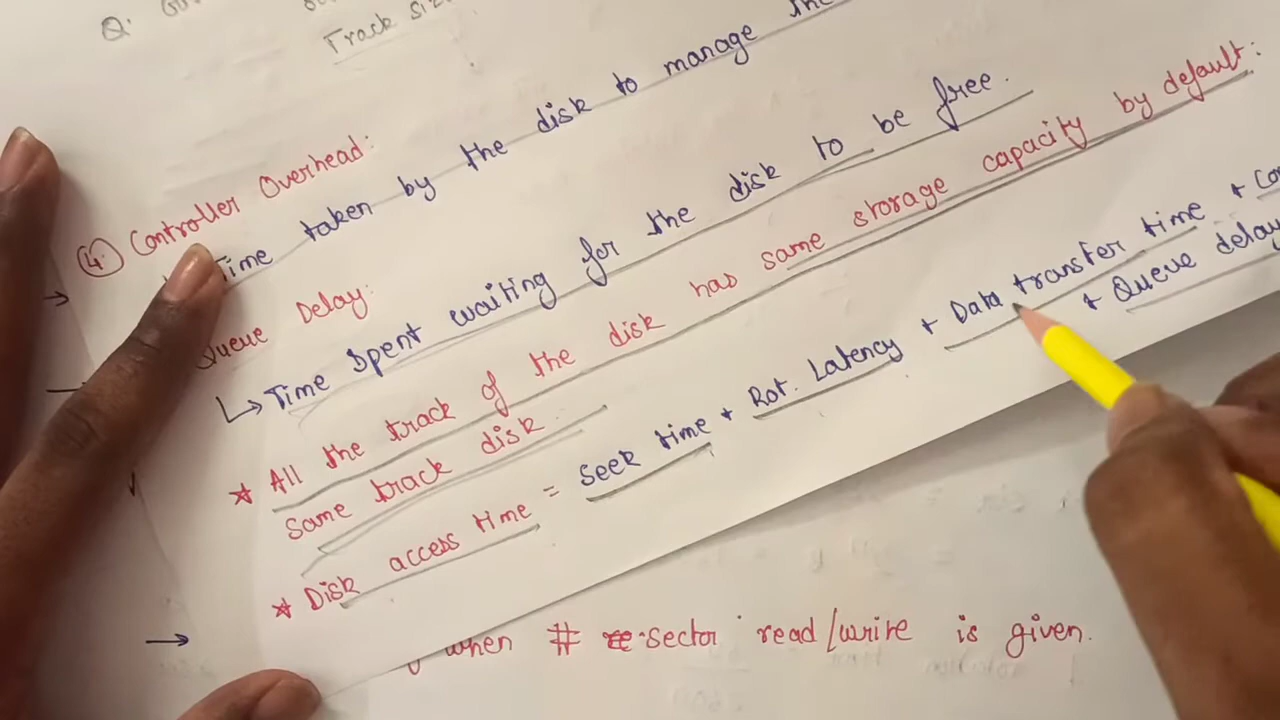 Q:
Track siz
④ Controller Overhead:
Time taken by the disk to manage the
Queue Delay:
↳ Time Spent waiting for the disk to be free.
* All the track of the disk has same storage capacity by default:
Same track disk.
* Disk access time = Seek time + Rot. Latency + Data transfer time + Co
+ Queue delay
→ when # sector read/write is given.